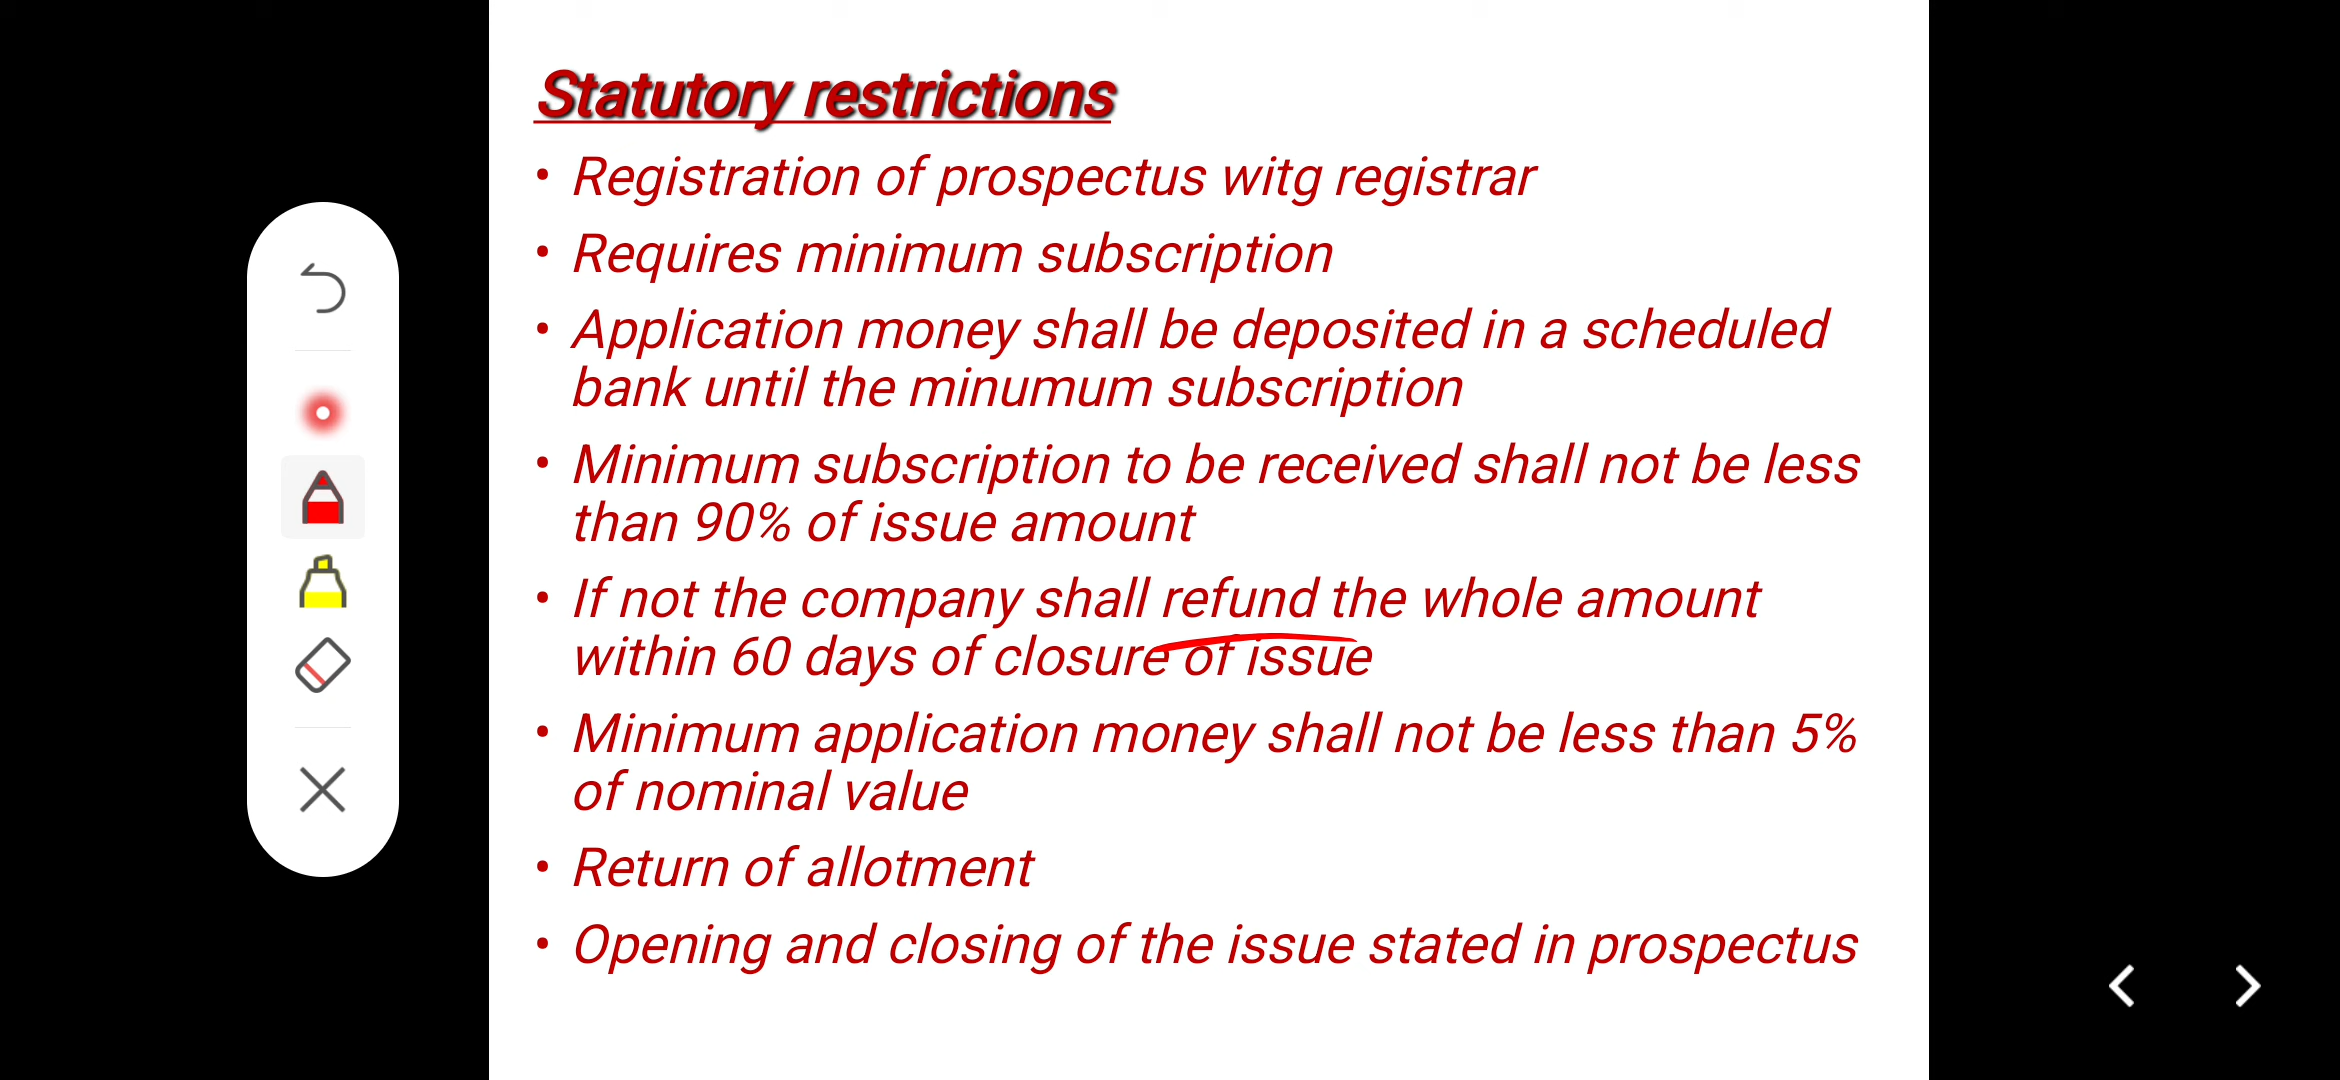 Statutory restrictions
• Registration of prospectus witg registrar
• Requires minimum subscription
• Application money shall be deposited in a scheduled
bank until the minumum subscription
• Minimum subscription to be received shall not be less
than 90% of issue amount
• If not the company shall refund the whole amount
within 60 days of closure of issue
• Minimum application money shall not be less than 5%
of nominal value
• Return of allotment
• Opening and closing of the issue stated in prospectus